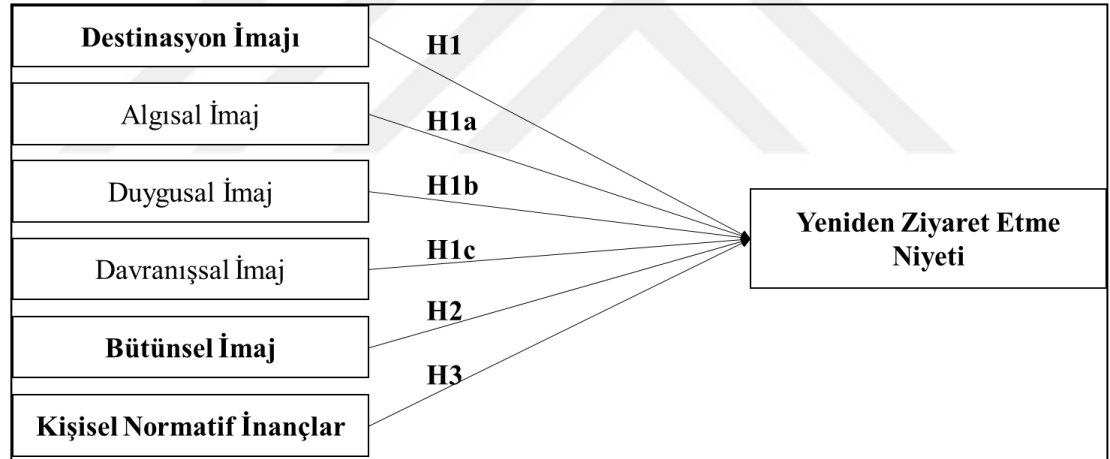 Destinasyon İmajı
H1
Algısal İmaj
H1a
Duygusal İmaj
H1b
Davranışsal İmaj
H1c
Bütünsel İmaj
H2
Kişisel Normatif İnançlar
H3
Yeniden Ziyaret Etme
Niyeti